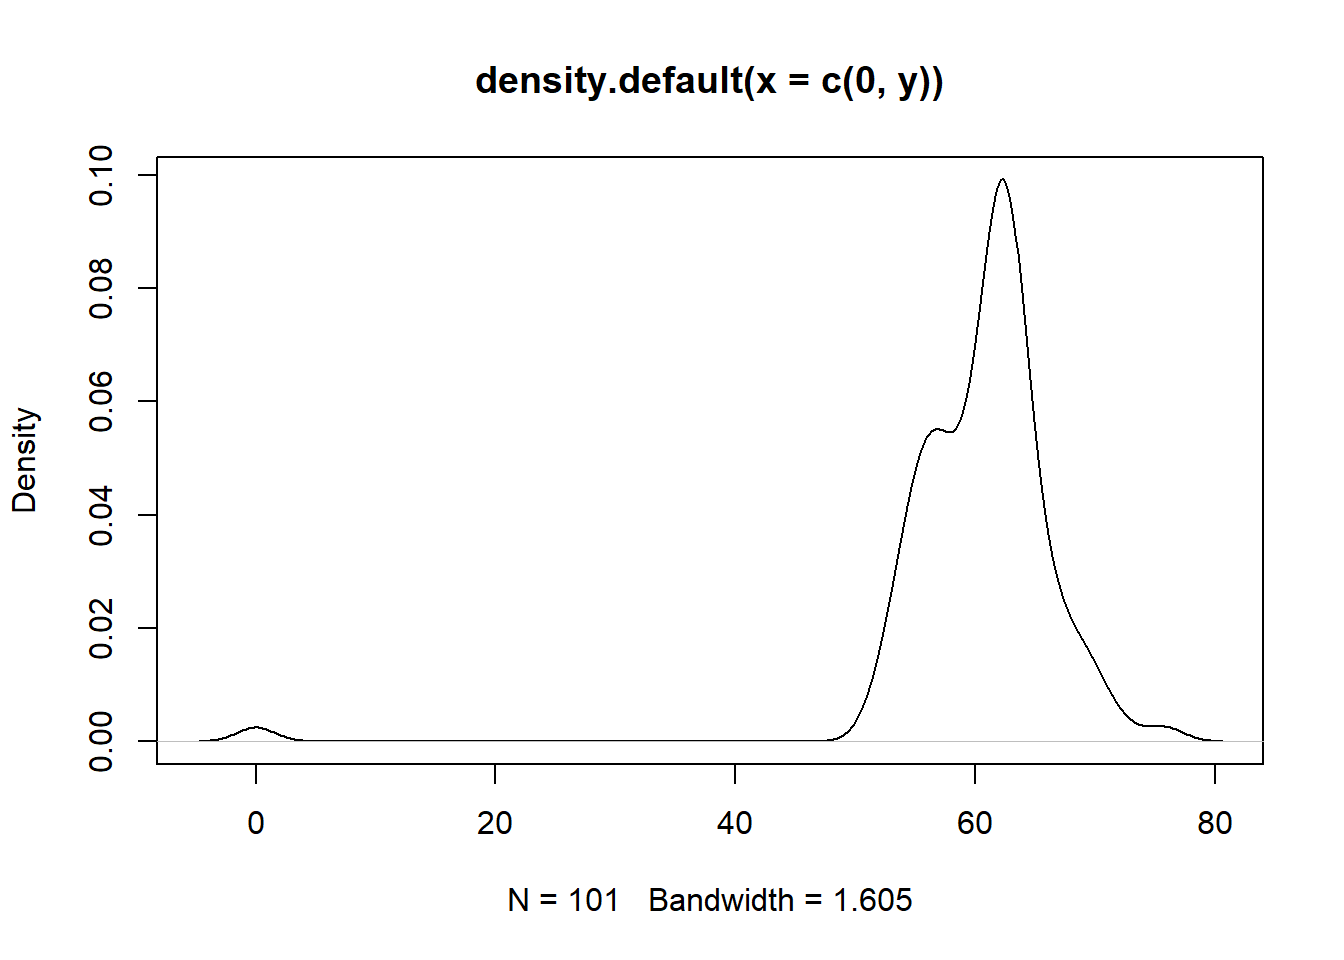 density.default(x = c(0, y))
Density
0.10
0.08
0.06
0.04
0.02
0.00
0 20 40 60 80
N = 101 Bandwidth = 1.605